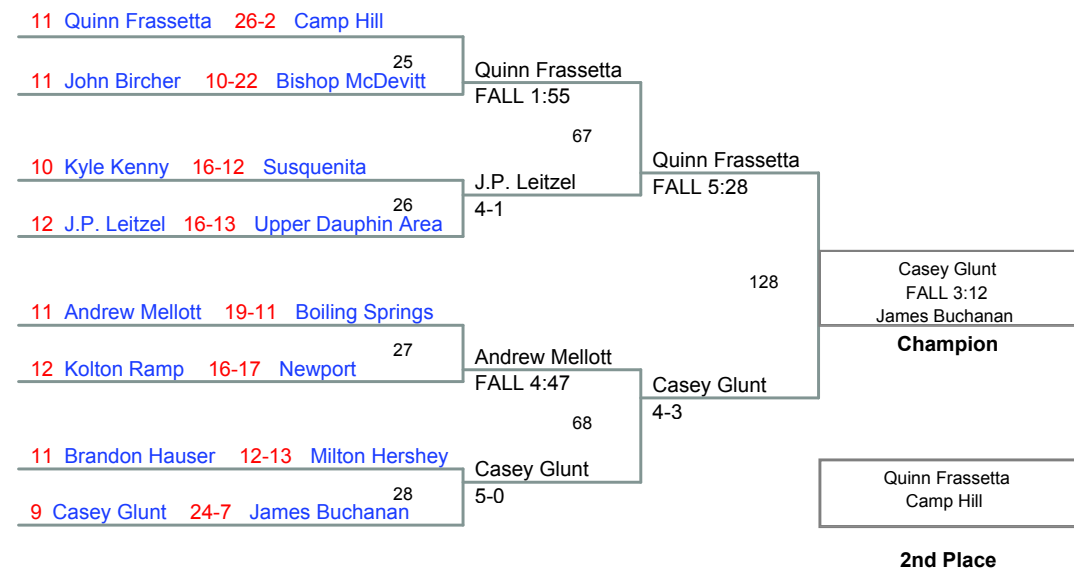 11 Quinn Frassetta 26-2 Camp Hill
25
11 John Bircher 10-22 Bishop McDevitt
Quinn Frassetta
FALL 1:55
67
10 Kyle Kenny 16-12 Susquenita
26
12 J.P. Leitzel 16-13 Upper Dauphin Area
J.P. Leitzel
4-1
Quinn Frassetta
FALL 5:28
128
11 Andrew Mellott 19-11 Boiling Springs
27
12 Kolton Ramp 16-17 Newport
Andrew Mellott
FALL 4:47
68
11 Brandon Hauser 12-13 Milton Hershey
28
9 Casey Glunt 24-7 James Buchanan
Casey Glunt
5-0
Casey Glunt
4-3
Casey Glunt
FALL 3:12
James Buchanan
Champion
Quinn Frassetta
Camp Hill
2nd Place